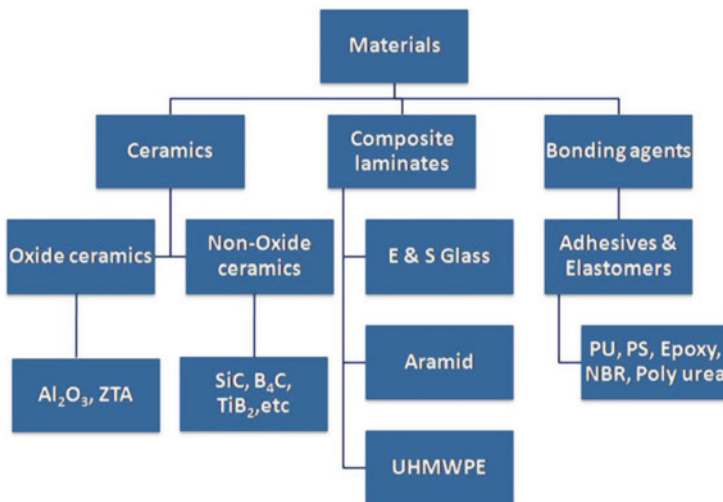 Materials
Ceramics
Composite
laminates
Bonding agents
Oxide ceramics
Non-Oxide
ceramics
E & S Glass
Adhesives &
Elastomers
Al₂O₃, ZTA
SiC, B₄C,
TiB₂,etc
Aramid
PU, PS, Epoxy,
NBR, Poly urea
UHMWPE